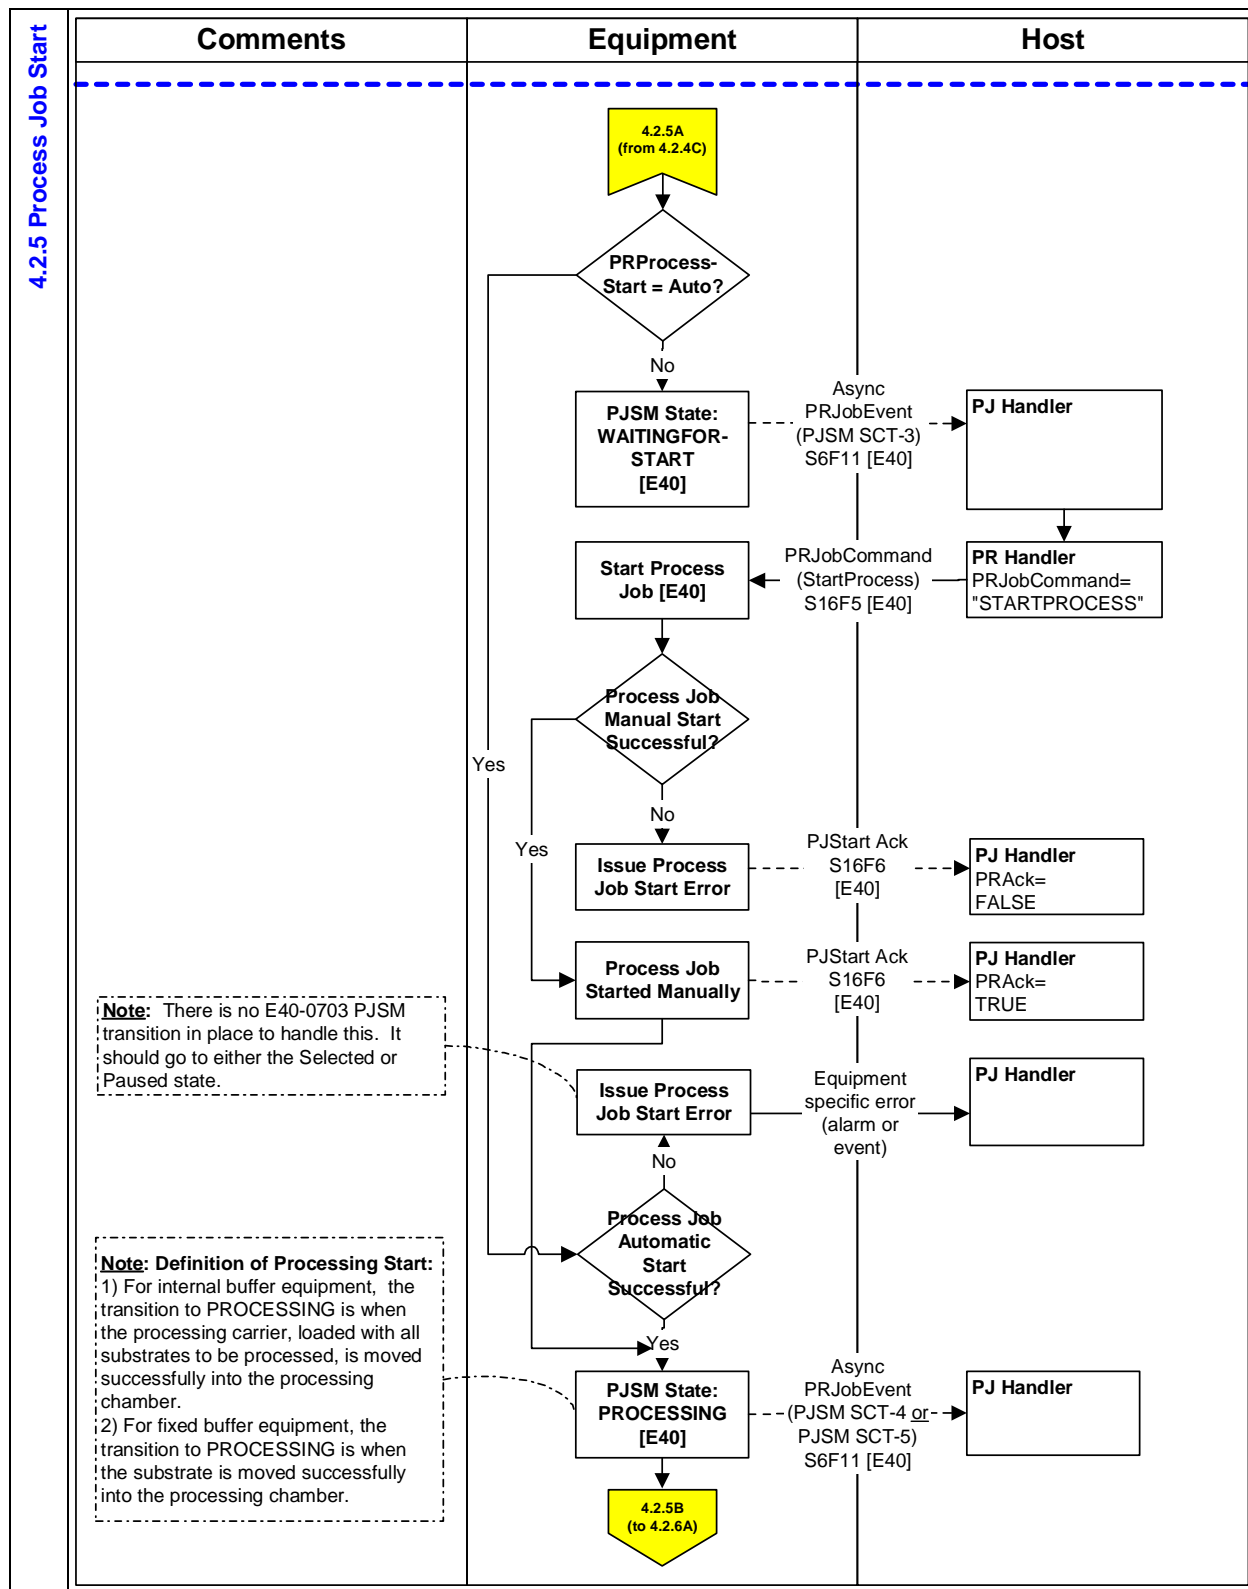 4.2.5 Process Job Start
Comments
Equipment
Host
4.2.5A
(from 4.2.4C)
PRProcess-
Start = Auto?
No
PJSM State:
WAITINGFOR-
START
[E40]
Async
PRJobEvent
(PJSM SCT-3)
S6F11 [E40]
PJ Handler
Start Process
Job [E40]
PRJobCommand
(StartProcess)
S16F5 [E40]
PR Handler
PRJobCommand=
"STARTPROCESS"
Process Job
Manual Start
Successful?
Yes
No
Yes
Issue Process
Job Start Error
PJStart Ack
S16F6
[E40]
PJ Handler
PRAck=
FALSE
Process Job
Started Manually
PJStart Ack
S16F6
[E40]
PJ Handler
PRAck=
TRUE
Note: There is no E40-0703 PJSM
transition in place to handle this. It
should go to either the Selected or
Paused state.
Issue Process
Job Start Error
Equipment
specific error
(alarm or
event)
PJ Handler
No
Process Job
Automatic
Start
Successful?
Yes
Note: Definition of Processing Start:
1) For internal buffer equipment, the
transition to PROCESSING is when
the processing carrier, loaded with all
substrates to be processed, is moved
successfully into the processing
chamber.
2) For fixed buffer equipment, the
transition to PROCESSING is when
the substrate is moved successfully
into the processing chamber.
PJSM State:
PROCESSING
[E40]
Async
PRJobEvent
(PJSM SCT-4 or
PJSM SCT-5)
S6F11 [E40]
PJ Handler
4.2.5B
(to 4.2.6A)